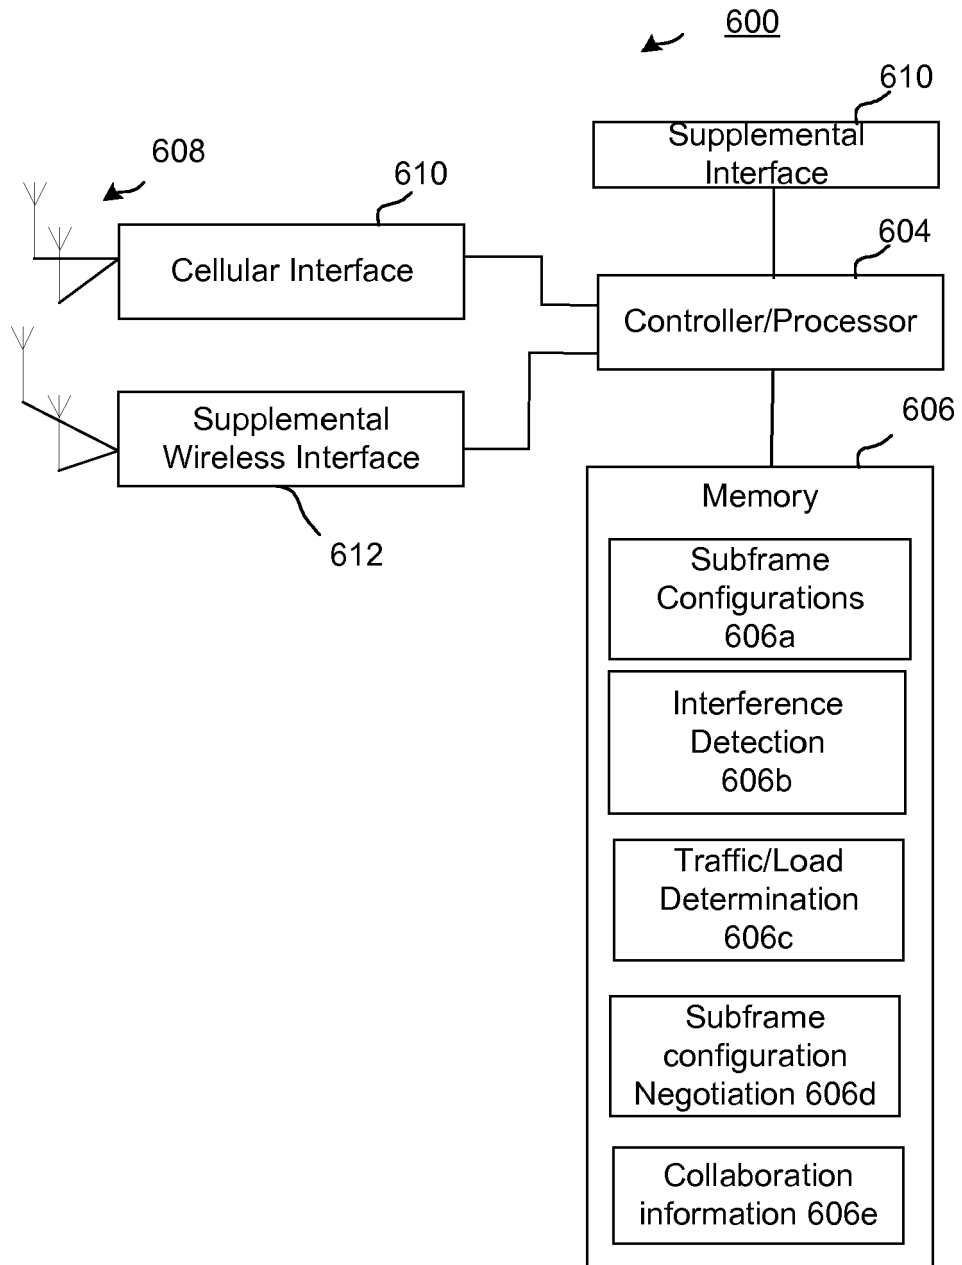 600
610
Supplemental
Interface
608
610
Cellular Interface
604
Controller/Processor
Supplemental
Wireless Interface
612
606
Memory
Subframe
Configurations
606a
Interference
Detection
606b
Traffic/Load
Determination
606c
Subframe
configuration
Negotiation 606d
Collaboration
information 606e